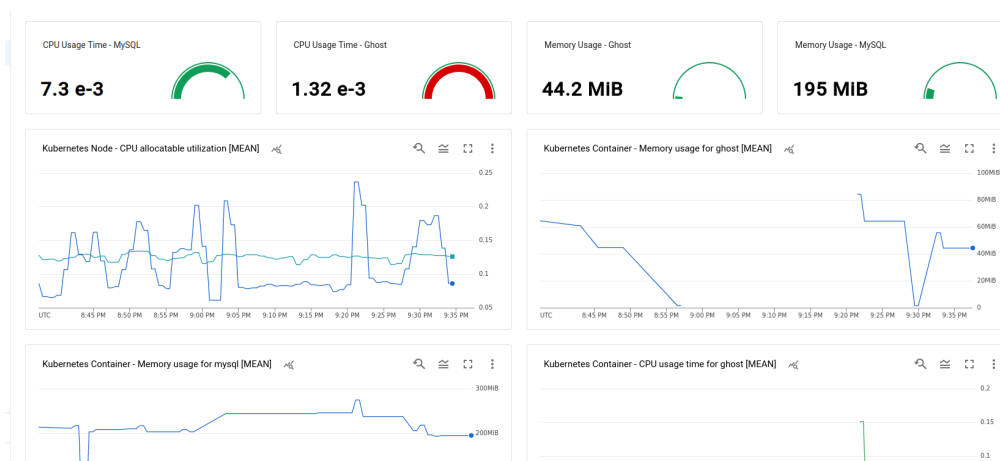 CPU Usage Time - MySQL
7.3 e-3
CPU Usage Time - Ghost
1.32 e-3
Memory Usage - Ghost
44.2 MiB
Memory Usage - MySQL
195 MiB
Kubernetes Node - CPU allocatable utilization [MEAN]
0.25
0.2
0.15
0.1
0.05
UTC 8:45 PM 8:50 PM 8:55 PM 9:00 PM 9:05 PM 9:10 PM 9:15 PM 9:20 PM 9:25 PM 9:30 PM 9:35 PM
Kubernetes Container - Memory usage for ghost [MEAN]
100MiB
80MiB
60MiB
40MiB
20MiB
0
UTC 8:45 PM 8:50 PM 8:55 PM 9:00 PM 9:05 PM 9:10 PM 9:15 PM 9:20 PM 9:25 PM 9:30 PM 9:35 PM
Kubernetes Container - Memory usage for mysql [MEAN]
300MiB
200MiB
Kubernetes Container - CPU usage time for ghost [MEAN]
0.2
0.15
0.1